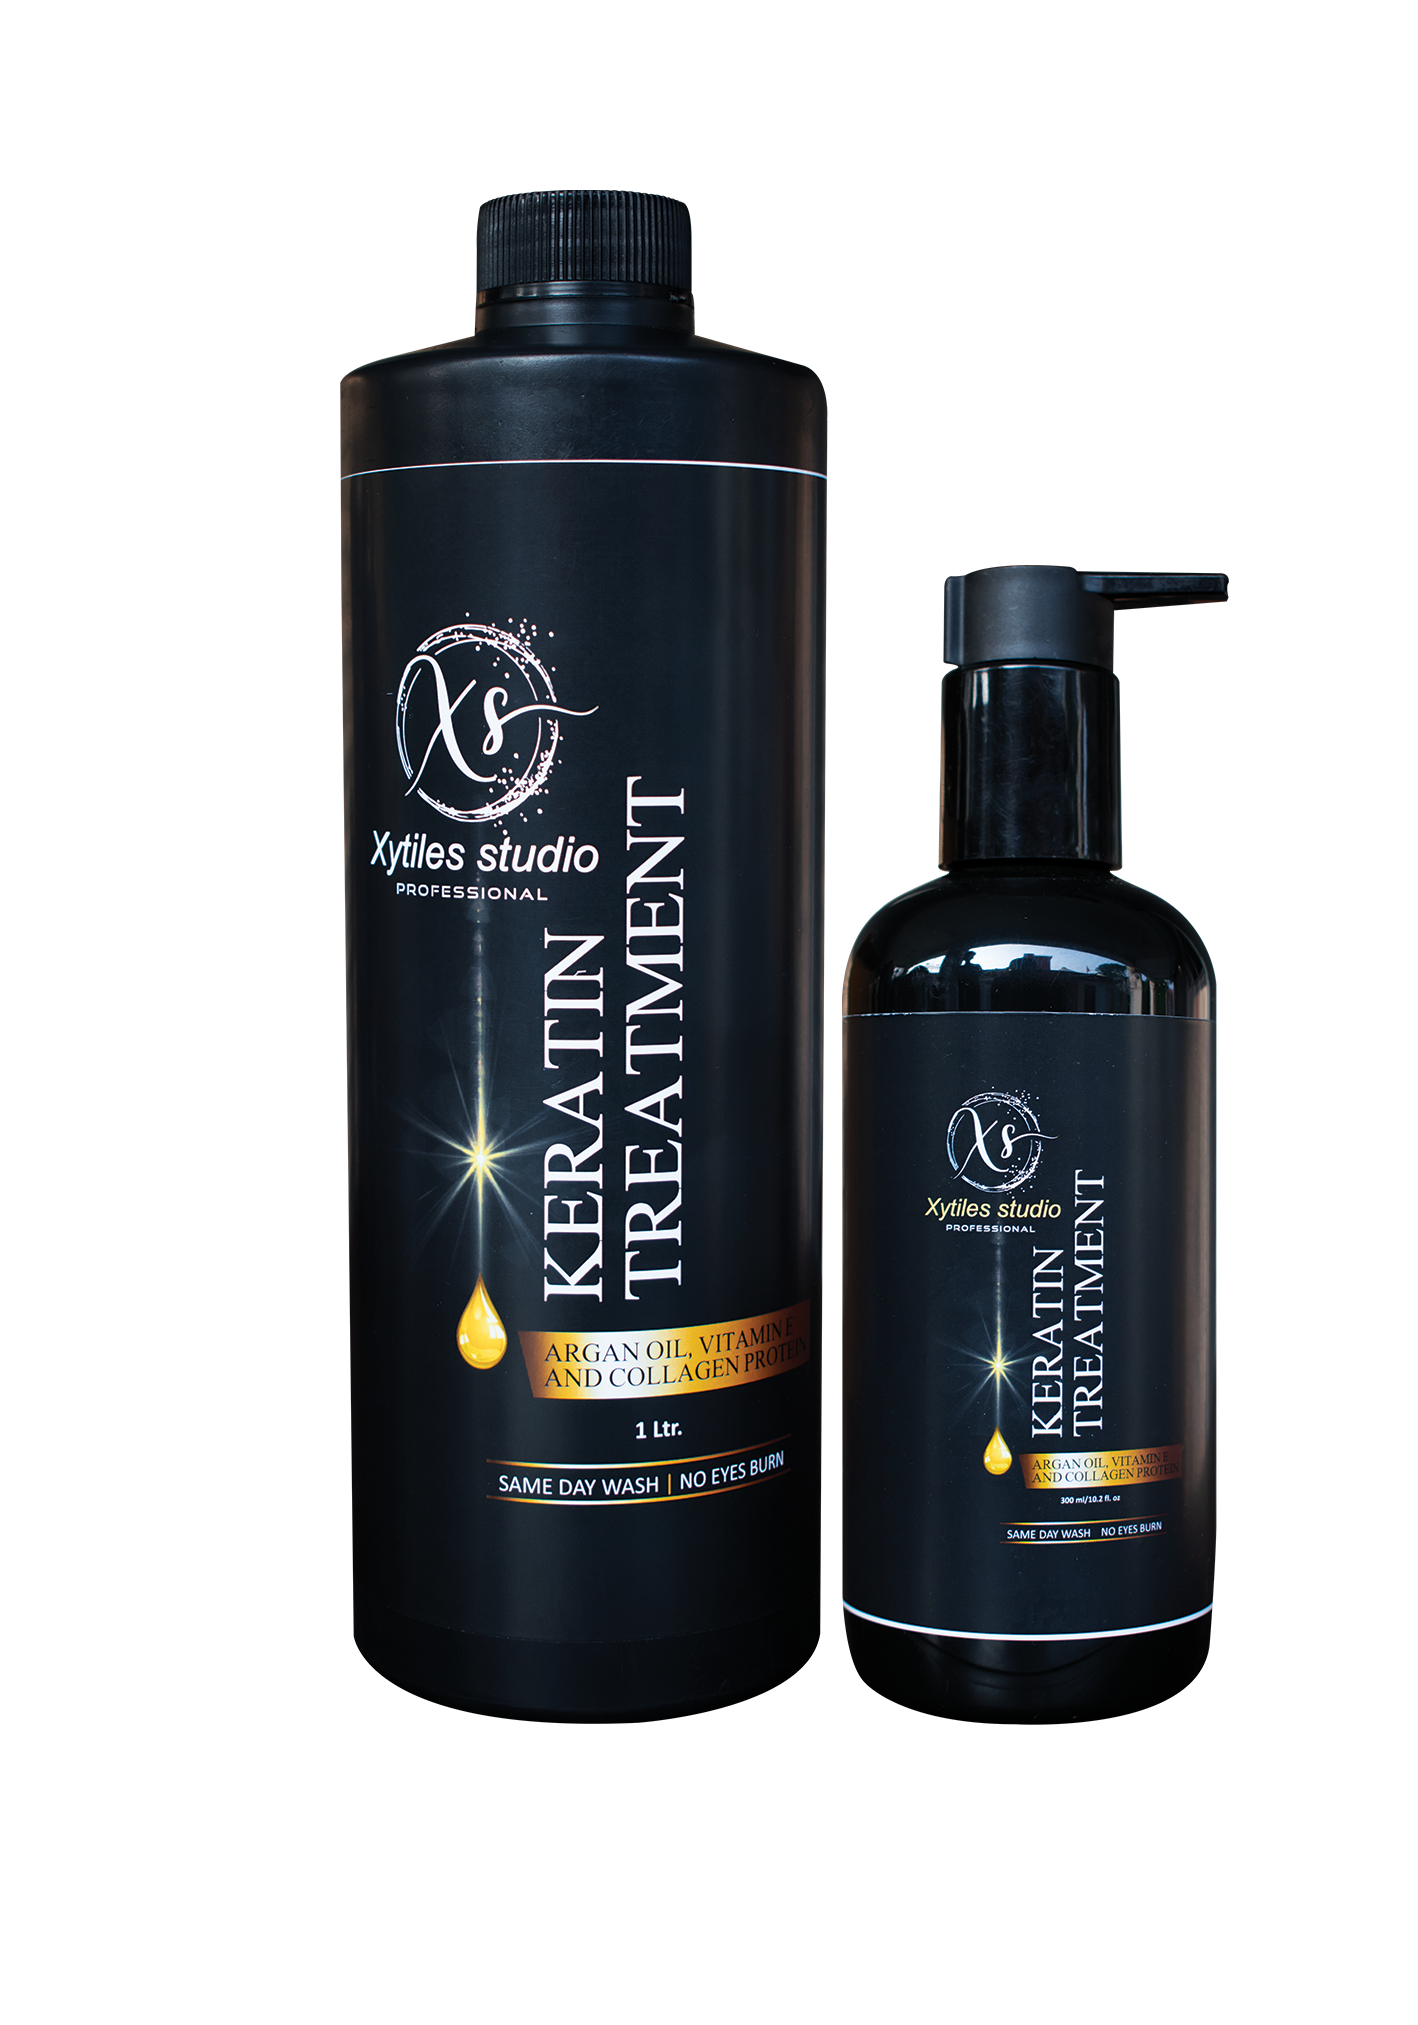 Xs
Xytiles studio
PROFESSIONAL
KERATIN
TREATMENT
ARGAN OIL, VITAMIN E
AND COLLAGEN PROTEIN
1 Ltr.
SAME DAY WASH | NO EYES BURN
Xs
Xytiles studio
PROFESSIONAL
KERATIN
TREATMENT
ARGAN OIL, VITAMIN E
AND COLLAGEN PROTEIN
300 ml/10.2 fl. oz
SAME DAY WASH NO EYES BURN